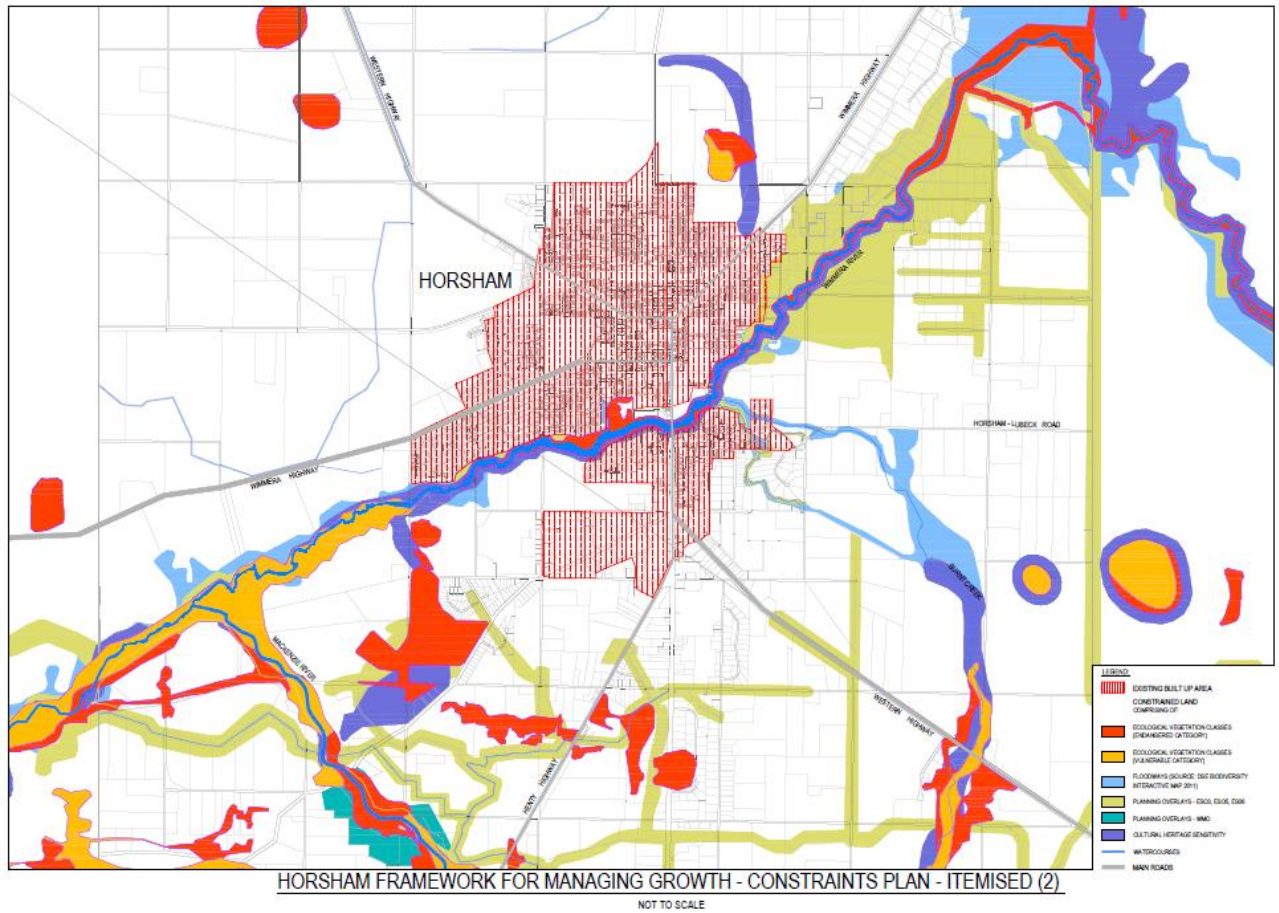 WESTERN HIGHWAY
WIMMERA HIGHWAY
HORSHAM
WIMMERA RIVER
HORSHAM - LUBECK ROAD
WIMMERA HIGHWAY
BURNT CREEK
MACKENZIE RIVER
WESTERN HIGHWAY
HENTY HIGHWAY
LEGEND:
EXISTING BUILT UP AREA
CONSTRAINED LAND
COMPRISING OF
ECOLOGICAL VEGETATION CLASSES
(ENDANGERED CATEGORY)
ECOLOGICAL VEGETATION CLASSES
(VULNERABLE CATEGORY)
FLOODWAYS (SOURCE: DSE BIODIVERSITY
INTERACTIVE MAP 2011)
PLANNING OVERLAYS -
PLANNING OVERLAYS - WMO
CULTURAL HERITAGE SENSITIVITY
WATERCOURSES
MAIN ROADS
HORSHAM FRAMEWORK FOR MANAGING GROWTH - CONSTRAINTS PLAN - ITEMISED (2)
NOT TO SCALE